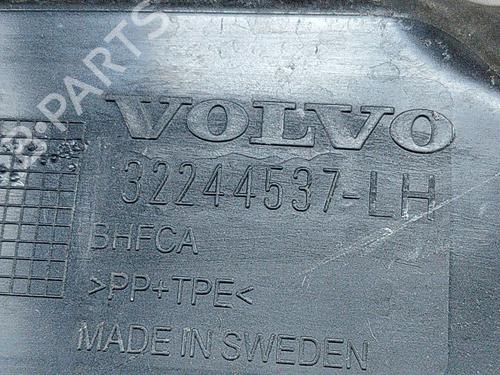 B-PARTS
VOLVO
32244537-LH
BHFCA
>PP+TPE<
MADE IN SWEDEN